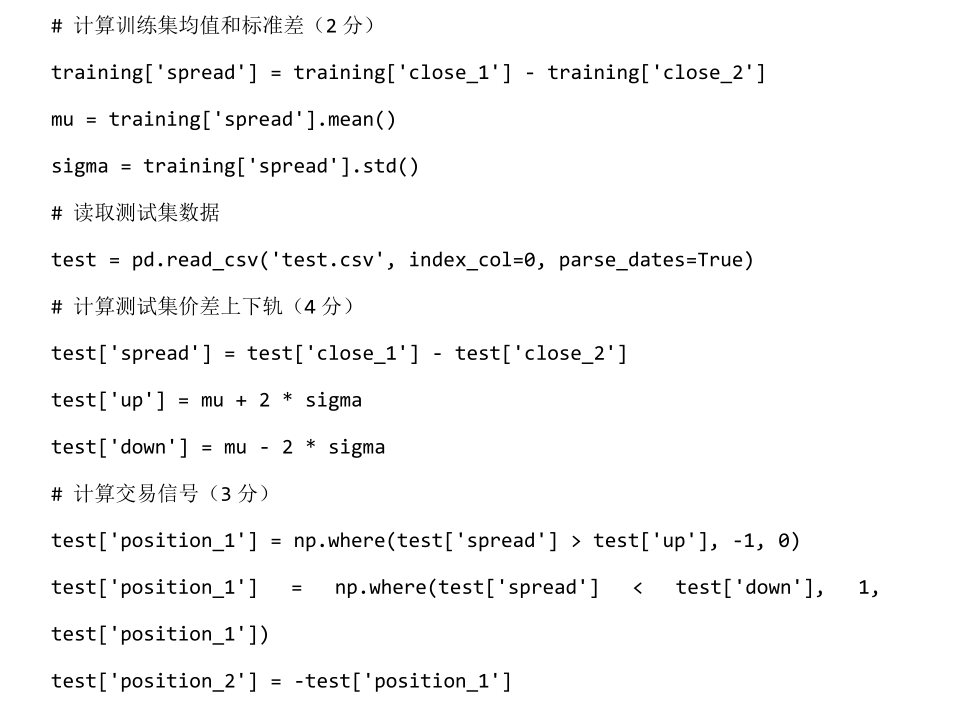 # 计算训练集均值和标准差（2 分）
training['spread'] = training['close_1'] - training['close_2']
mu = training['spread'].mean()
sigma = training['spread'].std()
# 读取测试集数据
test = pd.read_csv('test.csv', index_col=0, parse_dates=True)
# 计算测试集价差上下轨（4 分）
test['spread'] = test['close_1'] - test['close_2']
test['up'] = mu + 2 * sigma
test['down'] = mu - 2 * sigma
# 计算交易信号（3 分）
test['position_1'] = np.where(test['spread'] > test['up'], -1, 0)
test['position_1'] = np.where(test['spread'] < test['down'], 1,
test['position_1'])
test['position_2'] = -test['position_1']